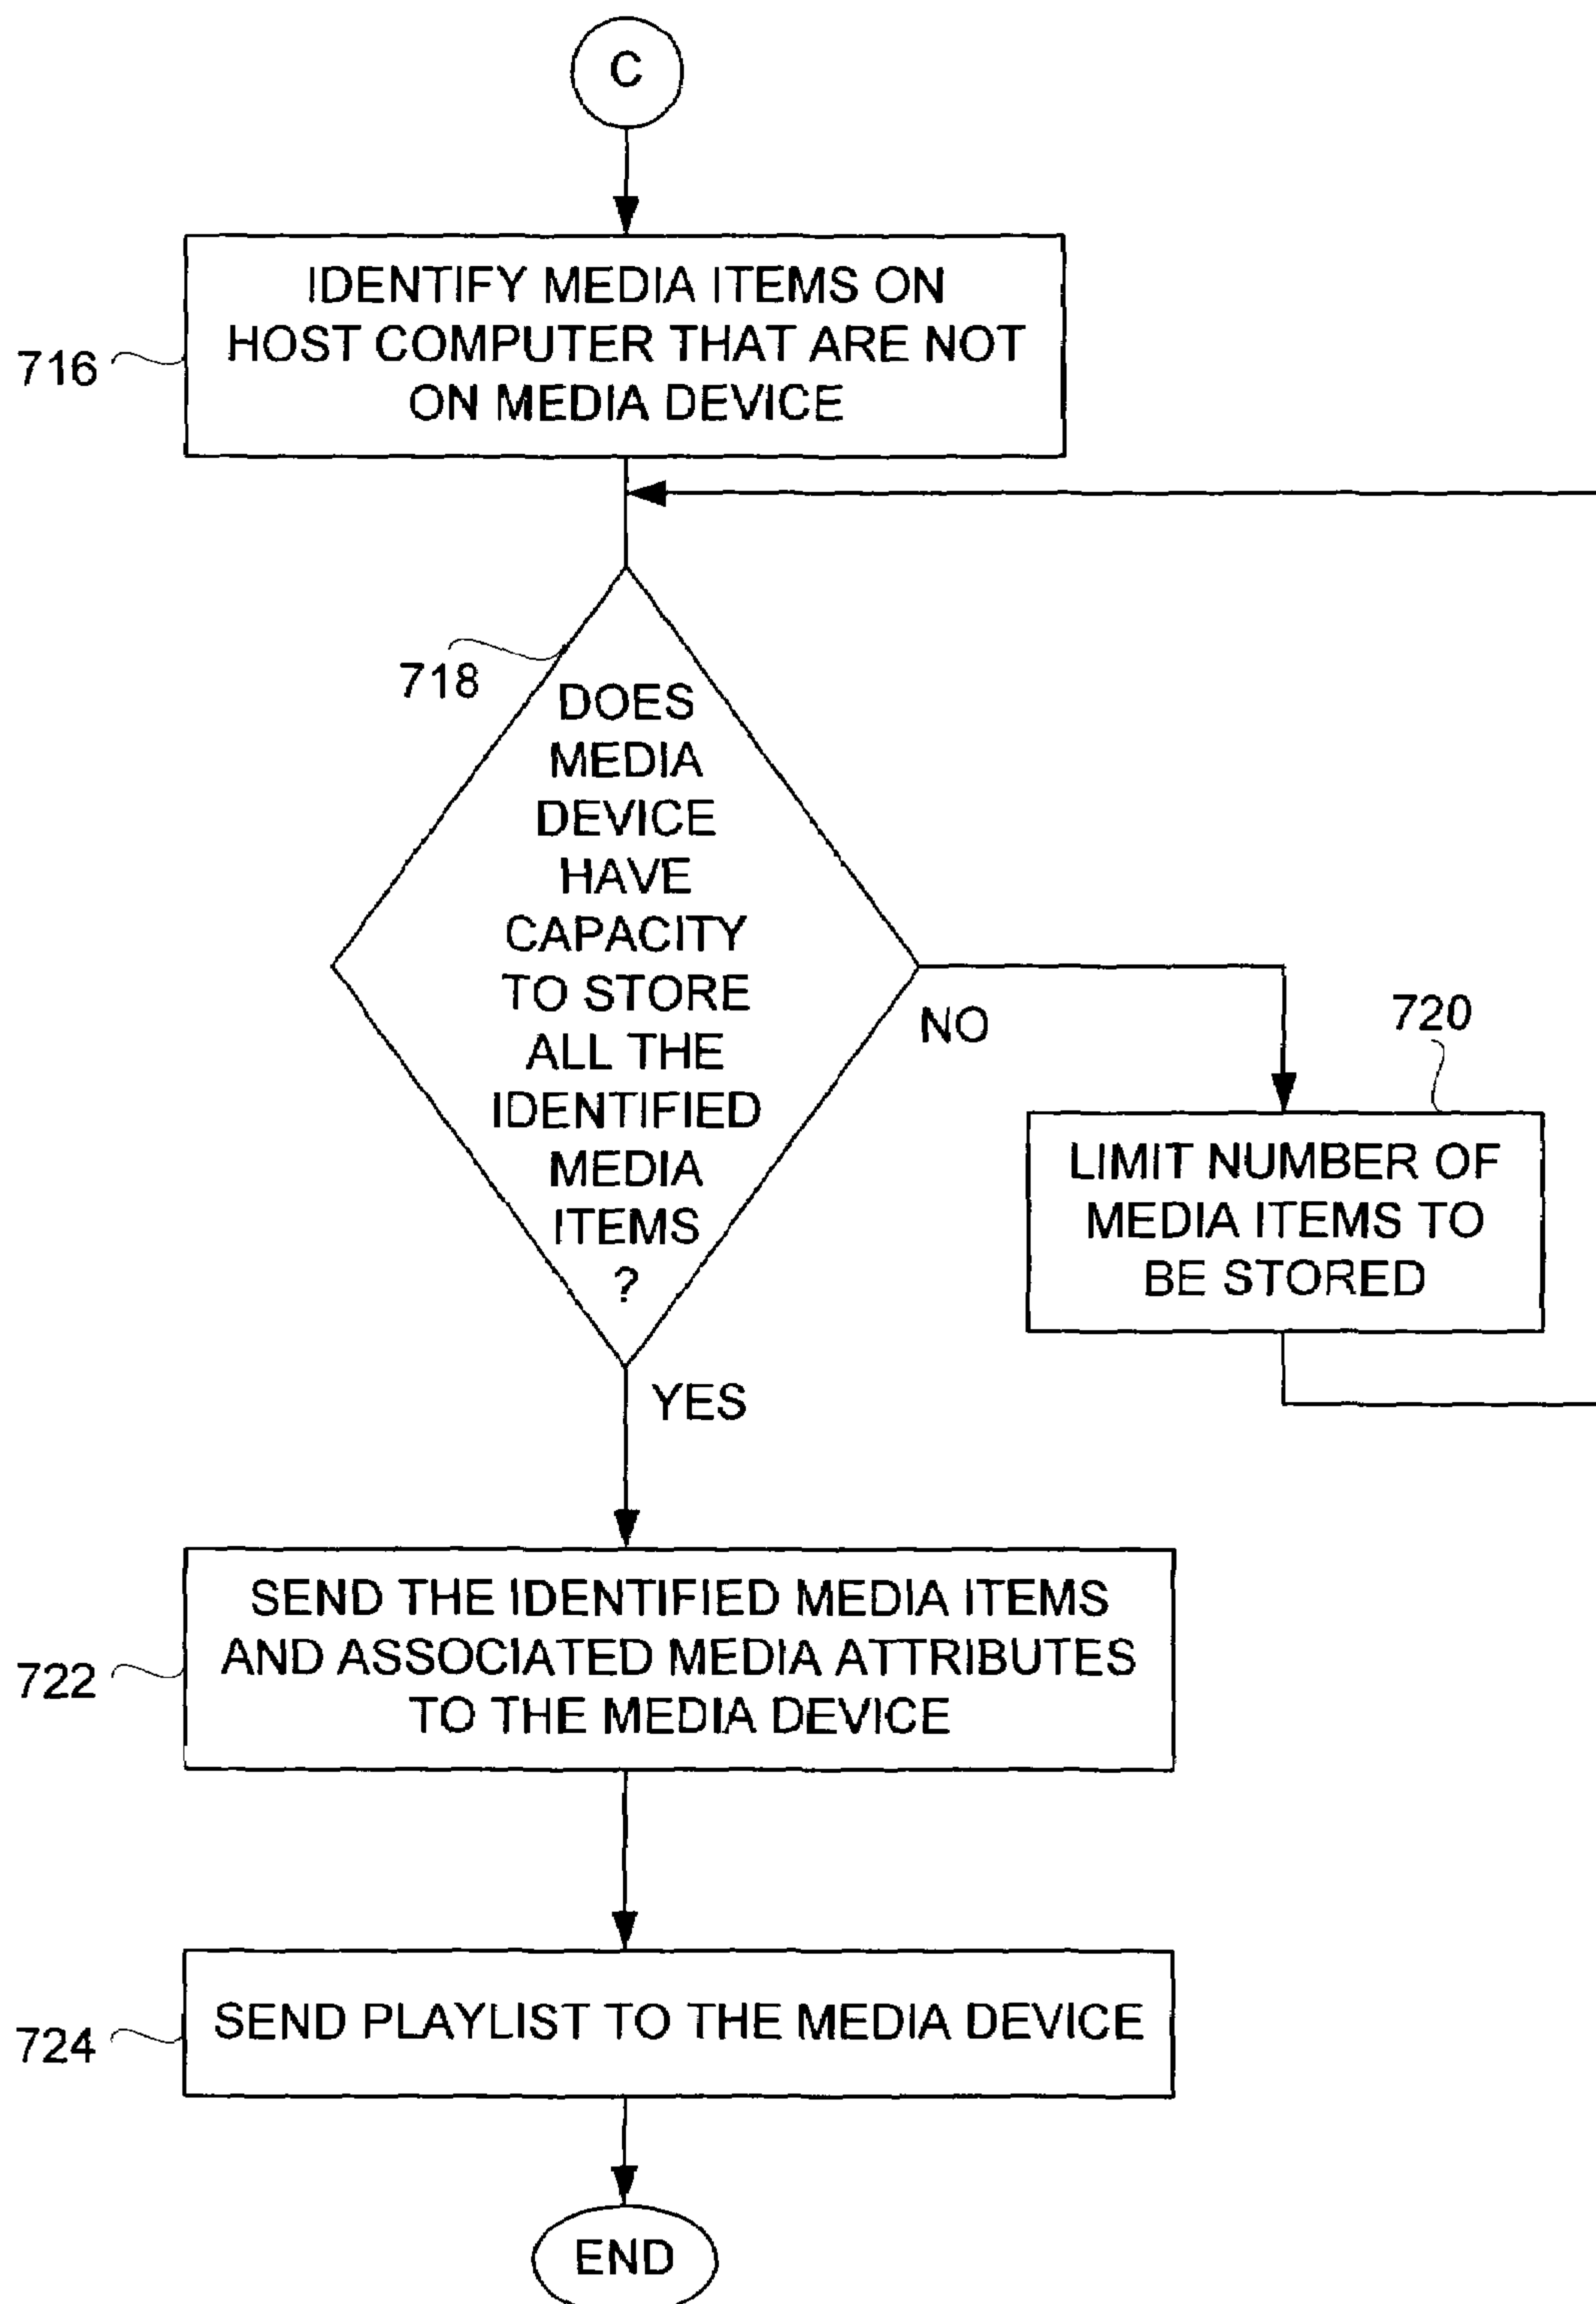 C
IDENTIFY MEDIA ITEMS ON
HOST COMPUTER THAT ARE NOT
ON MEDIA DEVICE
716
718
DOES
MEDIA
DEVICE
HAVE
CAPACITY
TO STORE
ALL THE
IDENTIFIED
MEDIA
ITEMS
?
NO
720
LIMIT NUMBER OF
MEDIA ITEMS TO
BE STORED
YES
SEND THE IDENTIFIED MEDIA ITEMS
AND ASSOCIATED MEDIA ATTRIBUTES
TO THE MEDIA DEVICE
722
SEND PLAYLIST TO THE MEDIA DEVICE
724
END